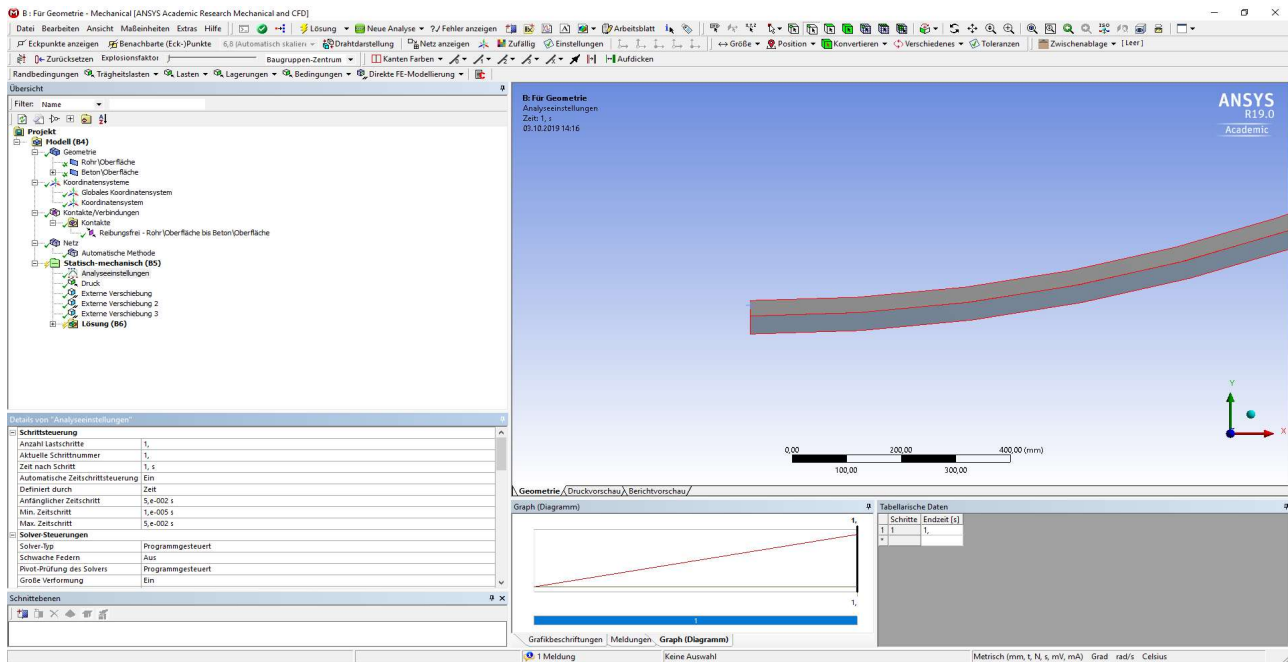 B : Für Geometrie - Mechanical [ANSYS Academic Research Mechanical and CFD]
Datei Bearbeiten Ansicht Maßeinheiten Extras Hilfe Lösung Neue Analyse ?/ Fehler anzeigen Arbeitsblatt
Eckpunkte anzeigen Benachbarte (Eck-)Punkte 6,8 (Automatisch skalieren Drahtdarstellung Netz anzeigen Zufällig Einstellungen Größe Position Konvertieren Verschiedenes Toleranzen Zwischenablage [Leer]
Zurücksetzen Explosionsfaktor Baugruppen-Zentrum Kanten Farben Aufdicken
Randbedingungen Trägheitslasten Lasten Lagerungen Bedingungen Direkte FE-Modellierung
Übersicht
Filter: Name
Projekt
Modell (B4)
Geometrie
Rohr\Oberfläche
Beton\Oberfläche
Koordinatensysteme
Globales Koordinatensystem
Koordinatensystem
Kontakte/Verbindungen
Kontakte
Reibungsfrei - Rohr\Oberfläche bis Beton\Oberfläche
Netz
Automatische Methode
Statisch-mechanisch (B5)
Analyseeinstellungen
Druck
Externe Verschiebung
Externe Verschiebung 2
Externe Verschiebung 3
Lösung (B6)
Details von "Analyseeinstellungen"
Schrittsteuerung
Anzahl Lastschritte 1,
Aktuelle Schrittnummer 1,
Zeit nach Schritt 1, s
Automatische Zeitschrittsteuerung Ein
Definiert durch Zeit
Anfänglicher Zeitschritt 5,e-002 s
Min. Zeitschritt 1,e-005 s
Max. Zeitschritt 5,e-002 s
Solver-Steuerungen
Solver-Typ Programmgesteuert
Schwache Federn Aus
Pivot-Prüfung des Solvers Programmgesteuert
Große Verformung Ein
Schnittebenen
B: Für Geometrie
Analyseeinstellungen
Zeit: 1, s
03.10.2019 14:16
ANSYS
R19.0
Academic
Y
X
0,00 200,00 400,00 (mm)
100,00 300,00
Geometrie Druckvorschau Berichtvorschau
Graph (Diagramm)
1,
1,
1
Grafikbeschriftungen Meldungen Graph (Diagramm)
Tabellarische Daten
Schritte Endzeit [s]
1 1 1,
*
1 Meldung Keine Auswahl Metrisch (mm, t, N, s, mV, mA) Grad rad/s Celsius